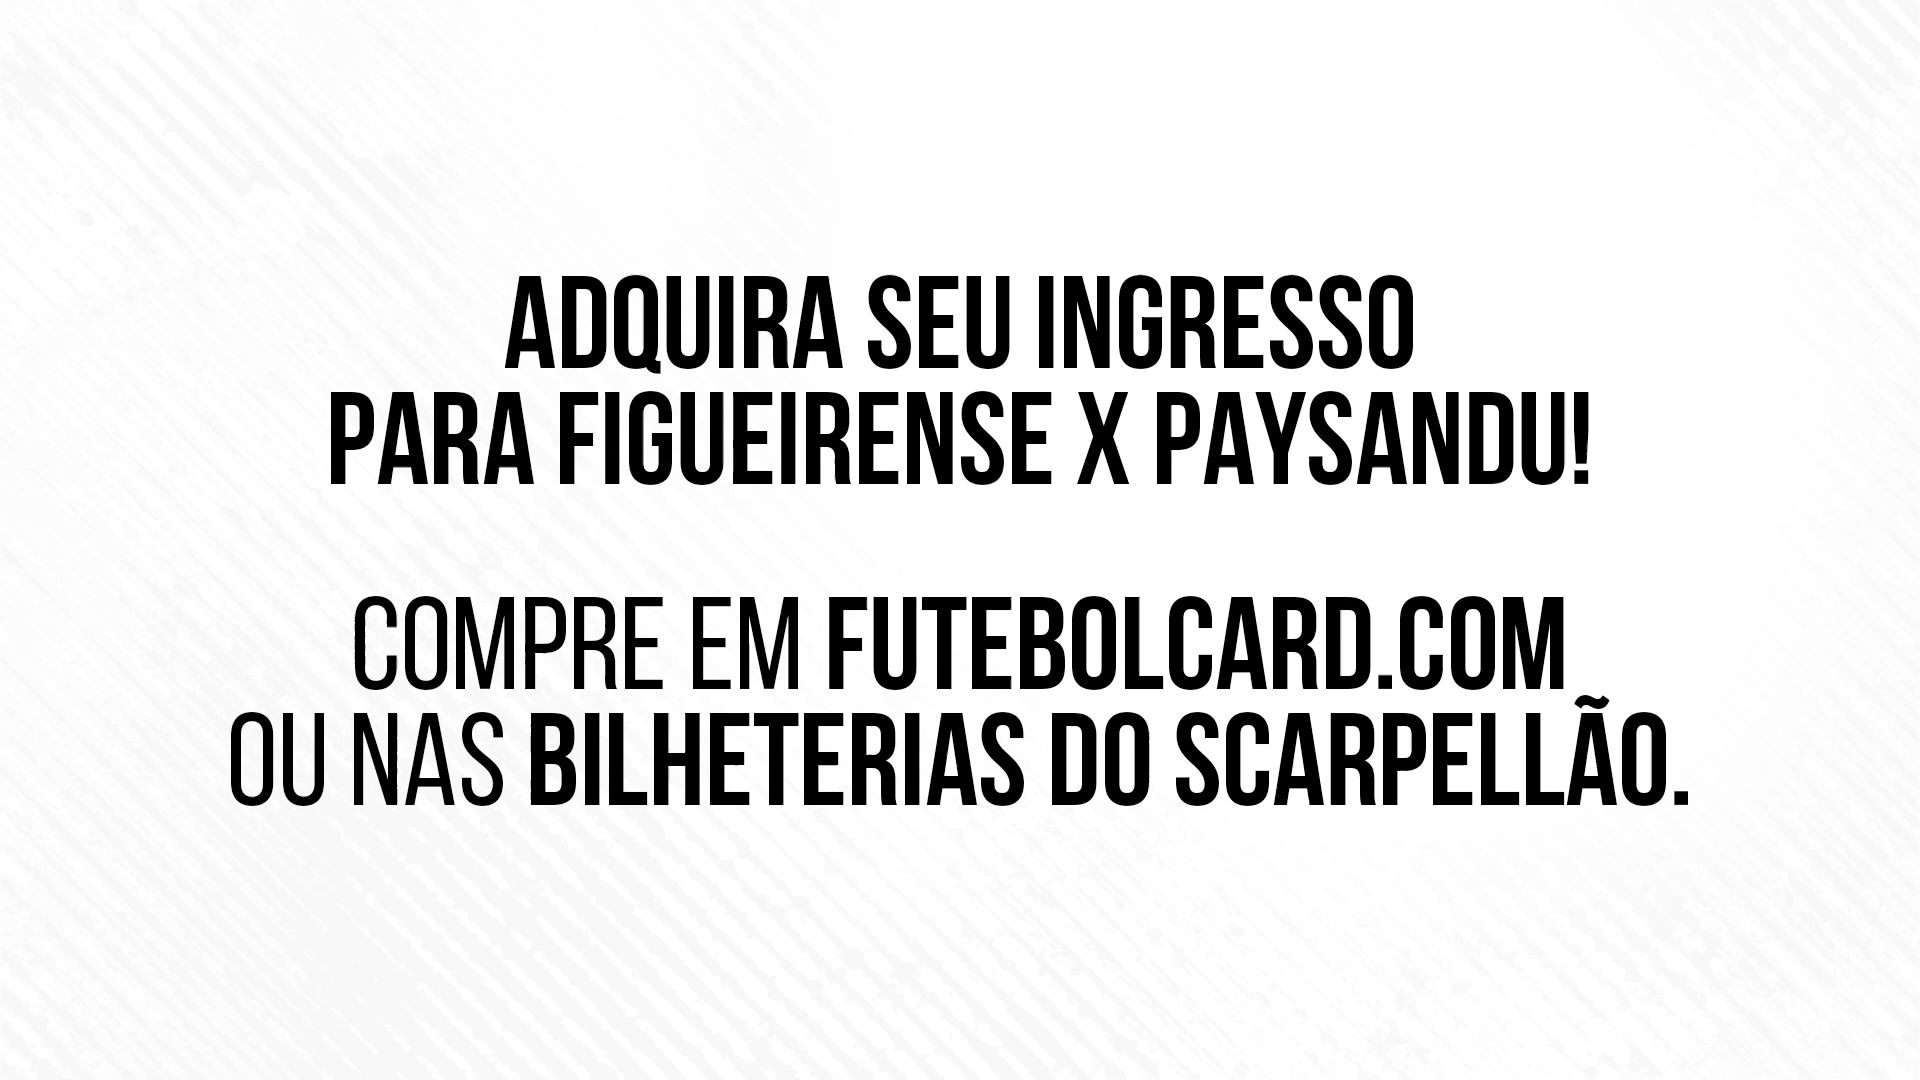 ADQUIRA SEU INGRESSO
PARA FIGUEIRENSE X PAYSANDU!
COMPRE EM FUTEBOLCARD.COM
OU NAS BILHETERIAS DO SCARPELLÃO.